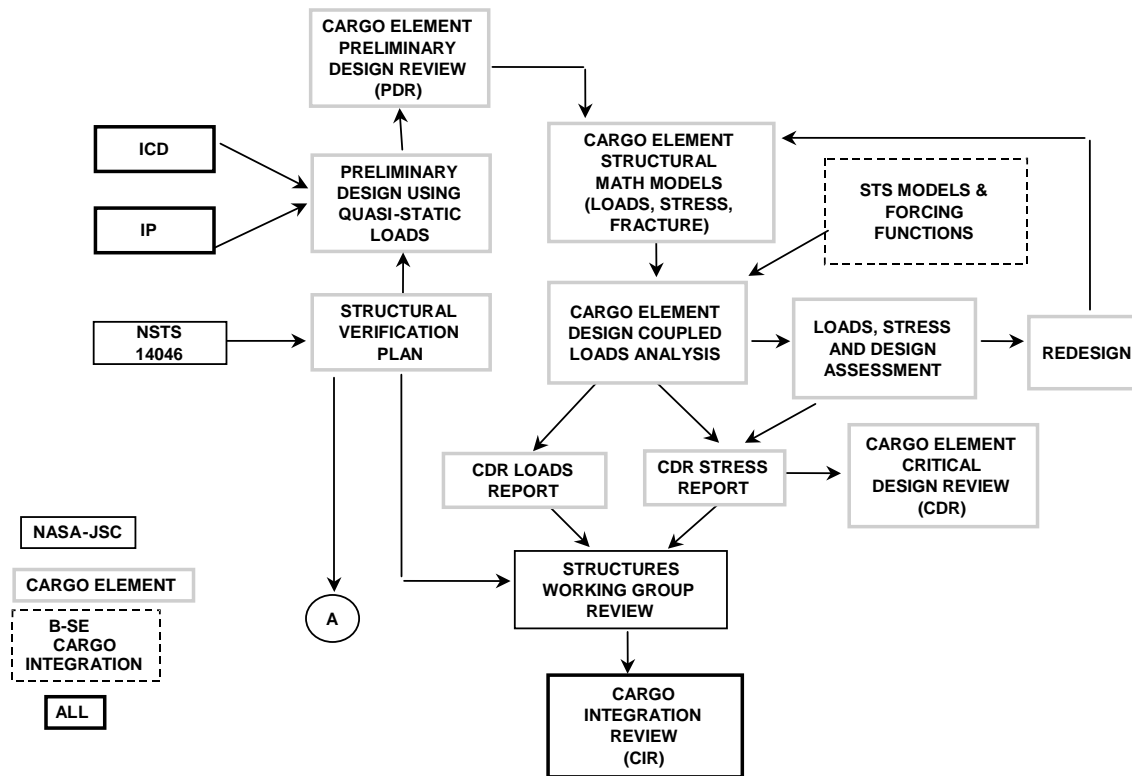 CARGO ELEMENT
PRELIMINARY
DESIGN REVIEW
(PDR)
ICD
IP
PRELIMINARY
DESIGN USING
QUASI-STATIC
LOADS
CARGO ELEMENT
STRUCTURAL
MATH MODELS
(LOADS, STRESS,
FRACTURE)
STS MODELS &
FORCING
FUNCTIONS
NSTS
14046
STRUCTURAL
VERIFICATION
PLAN
CARGO ELEMENT
DESIGN COUPLED
LOADS ANALYSIS
LOADS, STRESS
AND DESIGN
ASSESSMENT
REDESIGN
CDR LOADS
REPORT
CDR STRESS
REPORT
CARGO ELEMENT
CRITICAL
DESIGN REVIEW
(CDR)
STRUCTURES
WORKING GROUP
REVIEW
A
CARGO
INTEGRATION
REVIEW
(CIR)
NASA-JSC
CARGO ELEMENT
B-SE
CARGO
INTEGRATION
ALL